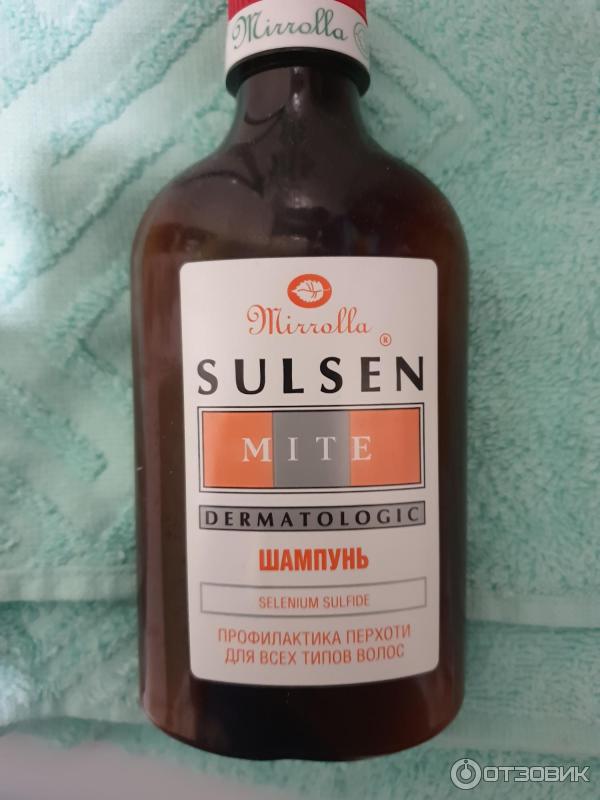 Mirrolla
Mirrolla
®
SULSEN
MITE
DERMATOLOGIC
ШАМПУНЬ
SELENIUM SULFIDE
ПРОФИЛАКТИКА ПЕРХОТИ
ДЛЯ ВСЕХ ТИПОВ ВОЛОС
ОТЗОВИК